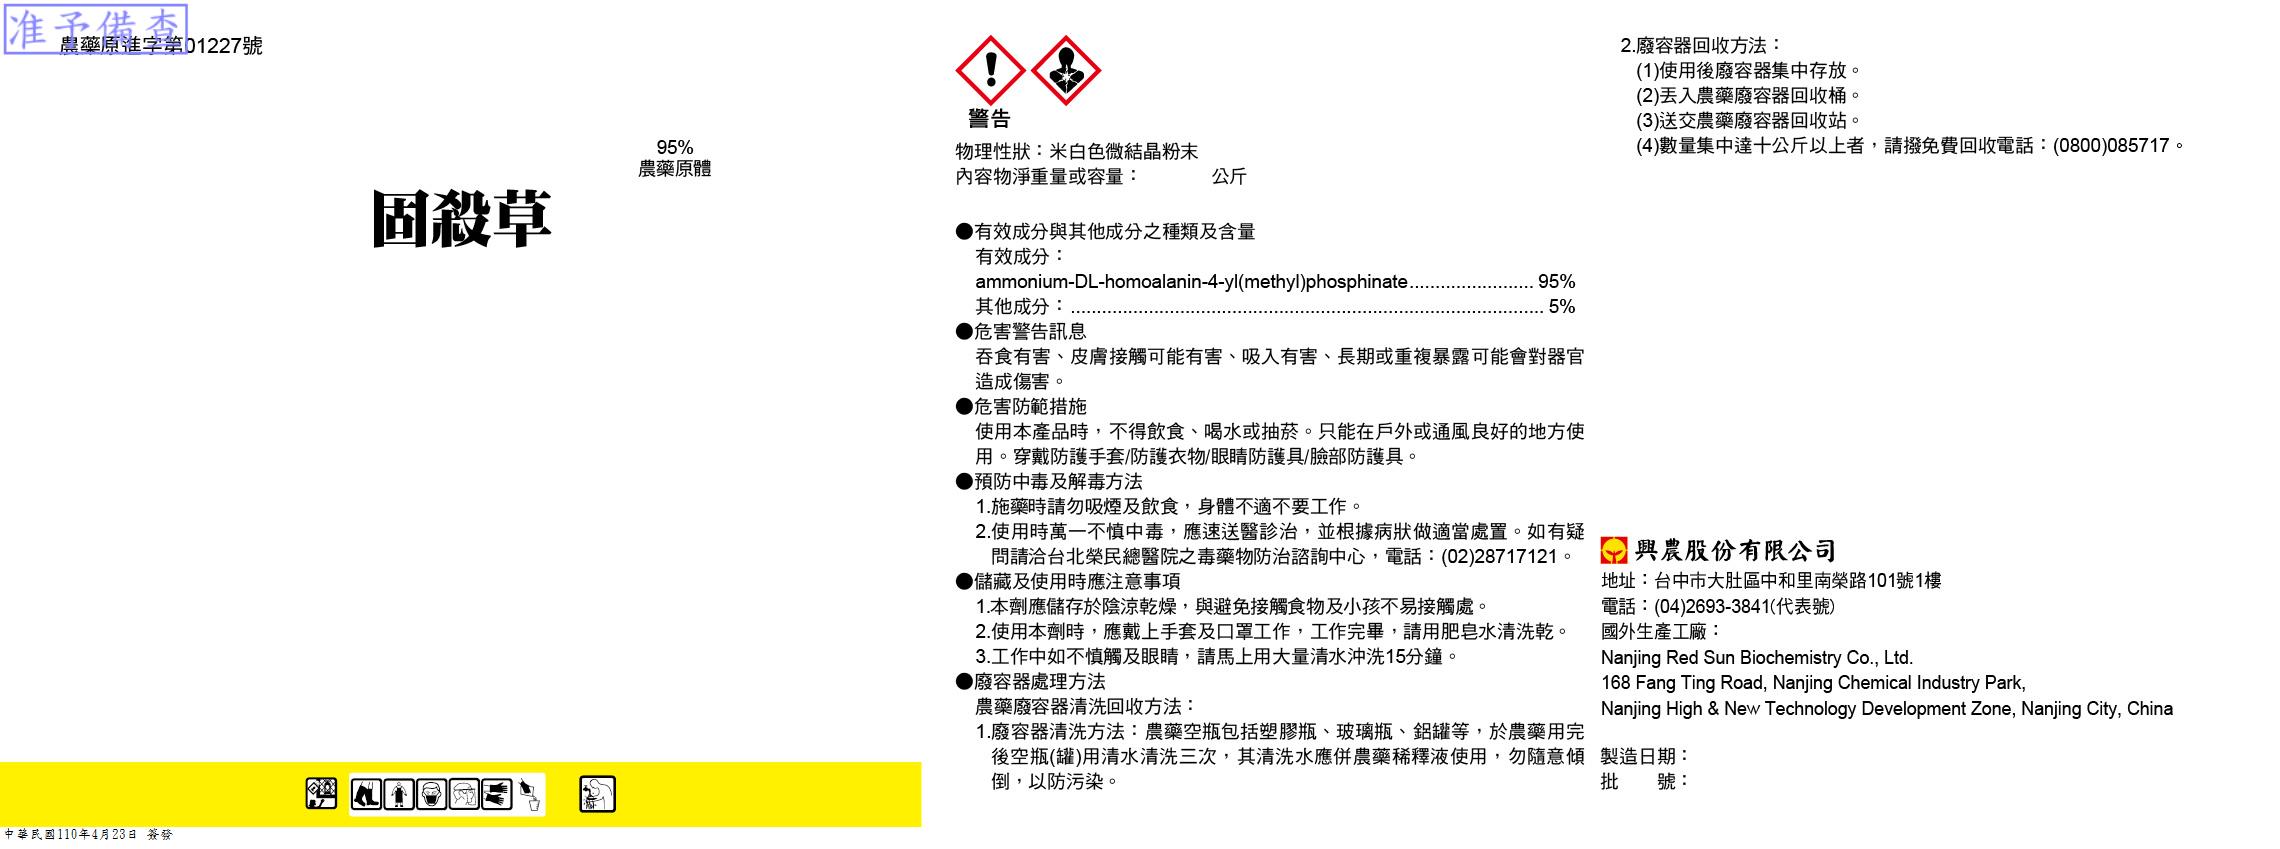 准予備查
農藥原進字第01227號
95%
農藥原體
固殺草
中華民國110年4月23日 簽發
警告
物理性狀：米白色微結晶粉末
內容物淨重量或容量： 公斤
●有效成分與其他成分之種類及含量
有效成分：
ammonium-DL-homoalanin-4-yl(methyl)phosphinate........................ 95%
其他成分：........................................................................................... 5%
●危害警告訊息
吞食有害、皮膚接觸可能有害、吸入有害、長期或重複暴露可能會對器官
造成傷害。
●危害防範措施
使用本產品時，不得飲食、喝水或抽菸。只能在戶外或通風良好的地方使
用。穿戴防護手套/防護衣物/眼睛防護具/臉部防護具。
●預防中毒及解毒方法
1.施藥時請勿吸煙及飲食，身體不適不要工作。
2.使用時萬一不慎中毒，應速送醫診治，並根據病狀做適當處置。如有疑
問請洽台北榮民總醫院之毒藥物防治諮詢中心，電話：(02)28717121。
●儲藏及使用時應注意事項
1.本劑應儲存於陰涼乾燥，與避免接觸食物及小孩不易接觸處。
2.使用本劑時，應戴上手套及口罩工作，工作完畢，請用肥皂水清洗乾。
3.工作中如不慎觸及眼睛，請馬上用大量清水沖洗15分鐘。
●廢容器處理方法
農藥廢容器清洗回收方法：
1.廢容器清洗方法：農藥空瓶包括塑膠瓶、玻璃瓶、鋁罐等，於農藥用完
後空瓶(罐)用清水清洗三次，其清洗水應併農藥稀釋液使用，勿隨意傾
倒，以防污染。
2.廢容器回收方法：
(1)使用後廢容器集中存放。
(2)丟入農藥廢容器回收桶。
(3)送交農藥廢容器回收站。
(4)數量集中達十公斤以上者，請撥免費回收電話：(0800)085717。
興農股份有限公司
地址：台中市大肚區中和里南榮路101號1樓
電話：(04)2693-3841(代表號)
國外生產工廠：
Nanjing Red Sun Biochemistry Co., Ltd.
168 Fang Ting Road, Nanjing Chemical Industry Park,
Nanjing High & New Technology Development Zone, Nanjing City, China
製造日期：
批 號：